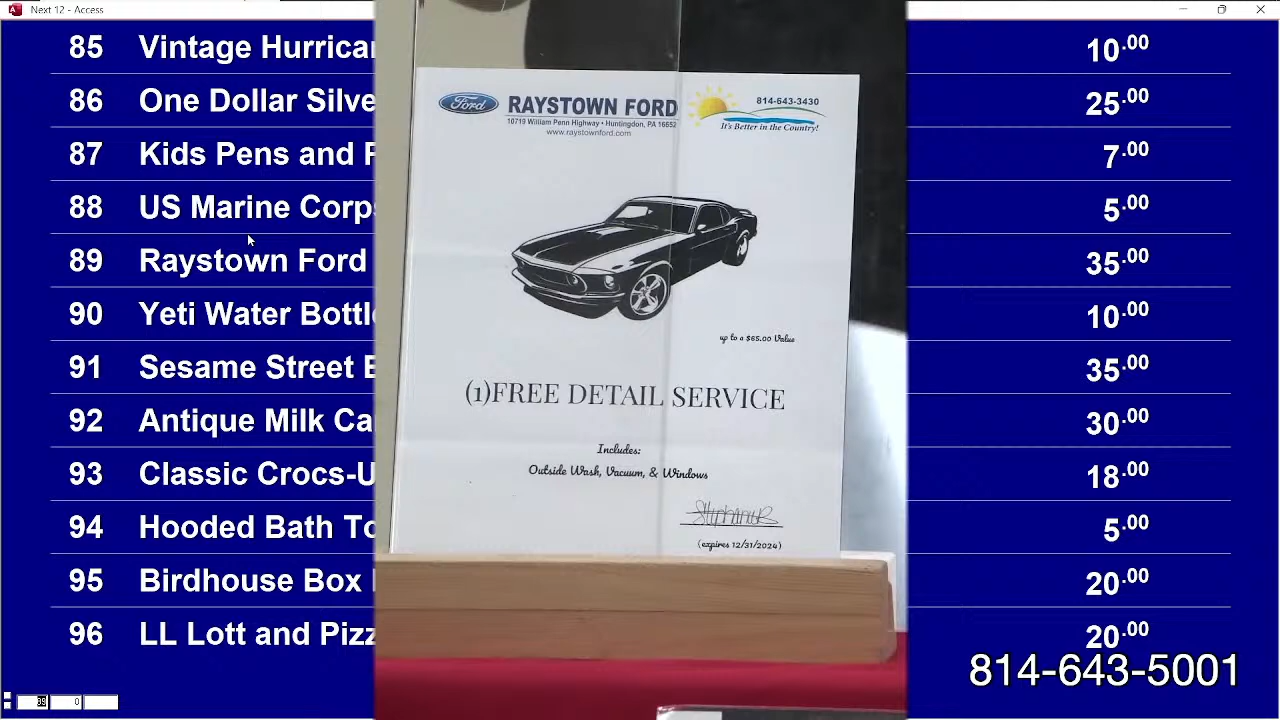 Next 12 - Access
85 Vintage Hurrica 10.00
86 One Dollar Silve 25.00
87 Kids Pens and F 7.00
88 US Marine Corps 5.00
89 Raystown Ford 35.00
90 Yeti Water Bottl 10.00
91 Sesame Street E 35.00
92 Antique Milk Ca 30.00
93 Classic Crocs-U 18.00
94 Hooded Bath To 5.00
95 Birdhouse Box 20.00
96 LL Lott and Pizz 20.00
814-643-5001
Ford
RAYSTOWN FORD
10719 William Penn Highway • Huntingdon, PA 16652
www.raystownford.com
814-643-3430
It's Better in the Country!
up to a $65.00 Value
(1)FREE DETAIL SERVICE
Includes:
Outside Wash, Vacuum, & Windows
(expires 12/31/2024)
89 0